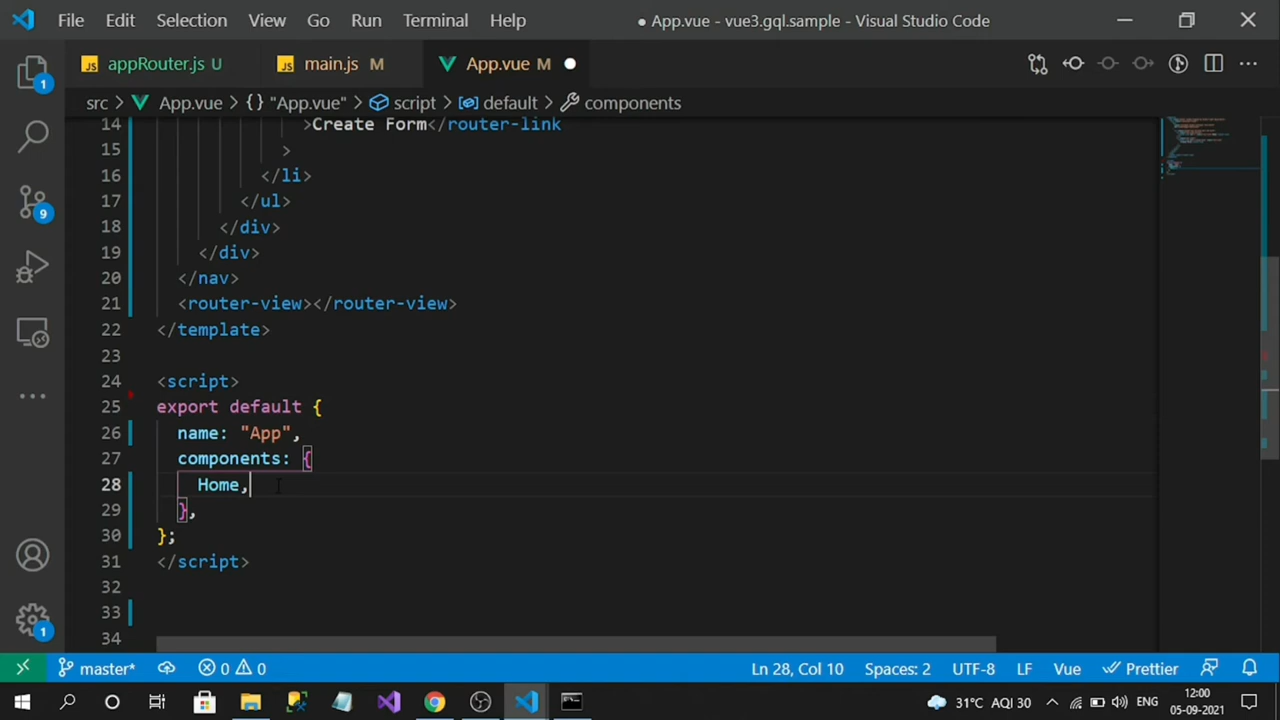 File Edit Selection View Go Run Terminal Help
● App.vue - vue3.gql.sample - Visual Studio Code
JS appRouter.js U
JS main.js M
App.vue M
src > App.vue > {} "App.vue" > script > default > components
14 >Create Form</router-link
15 >
16 </li>
17 </ul>
18 </div>
19 </div>
20 </nav>
21 <router-view></router-view>
22 </template>
23
24 <script>
25 export default {
26 name: "App",
27 components: {
28 Home,
29 },
30 };
31 </script>
32
33
34
1
9
1
master* 0 0
Ln 28, Col 10 Spaces: 2 UTF-8 LF Vue Prettier
31°C AQI 30 ENG 12:00
05-09-2021